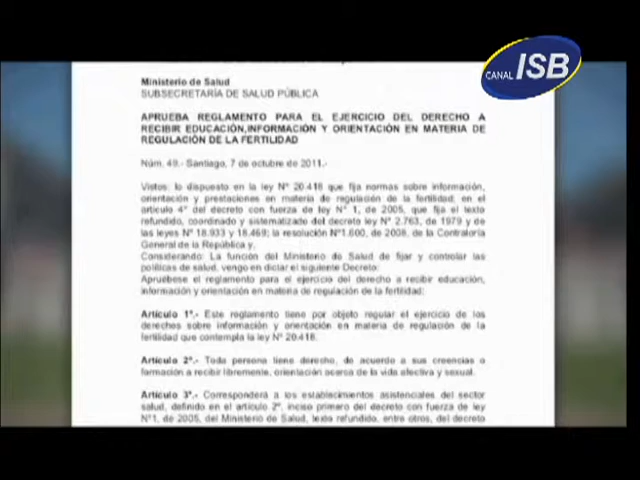 CANAL ISB
Ministerio de Salud
SUBSECRETARÍA DE SALUD PÚBLICA
APRUEBA REGLAMENTO PARA EL EJERCICIO DEL DERECHO A
RECIBIR EDUCACIÓN,INFORMACIÓN Y ORIENTACIÓN EN MATERIA DE
REGULACIÓN DE LA FERTILIDAD
Núm. 49.- Santiago, 7 de octubre de 2011.-
Vistos: lo dispuesto en la ley Nº 20.418 que fija normas sobre información,
orientación y prestaciones en materia de regulación de la fertilidad; en el
artículo 4º del decreto con fuerza de ley Nº 1, de 2005, que fija el texto
refundido, coordinado y sistematizado del decreto ley Nº 2.763, de 1979 y de
las leyes Nº 18.933 y 18.469; la resolución Nº1.600, de 2008, de la Contraloría
General de la República y,
Considerando: La función del Ministerio de Salud de fijar y controlar las
políticas de salud, vengo en dictar el siguiente Decreto:
Apruébese el reglamento para el ejercicio del derecho a recibir educación,
información y orientación en materia de regulación de la fertilidad:
Artículo 1º.- Este reglamento tiene por objeto regular el ejercicio de los
derechos sobre información y orientación en materia de regulación de la
fertilidad que contempla la ley Nº 20.418.
Artículo 2º.- Toda persona tiene derecho, de acuerdo a sus creencias o
formación a recibir libremente, orientación acerca de la vida afectiva y sexual.
Artículo 3º.- Corresponderá a los establecimientos asistenciales del sector
salud, definido en el artículo 2º, inciso primero del decreto con fuerza de ley
Nº1, de 2005, del Ministerio de Salud, texto refundido, entre otros, del decreto